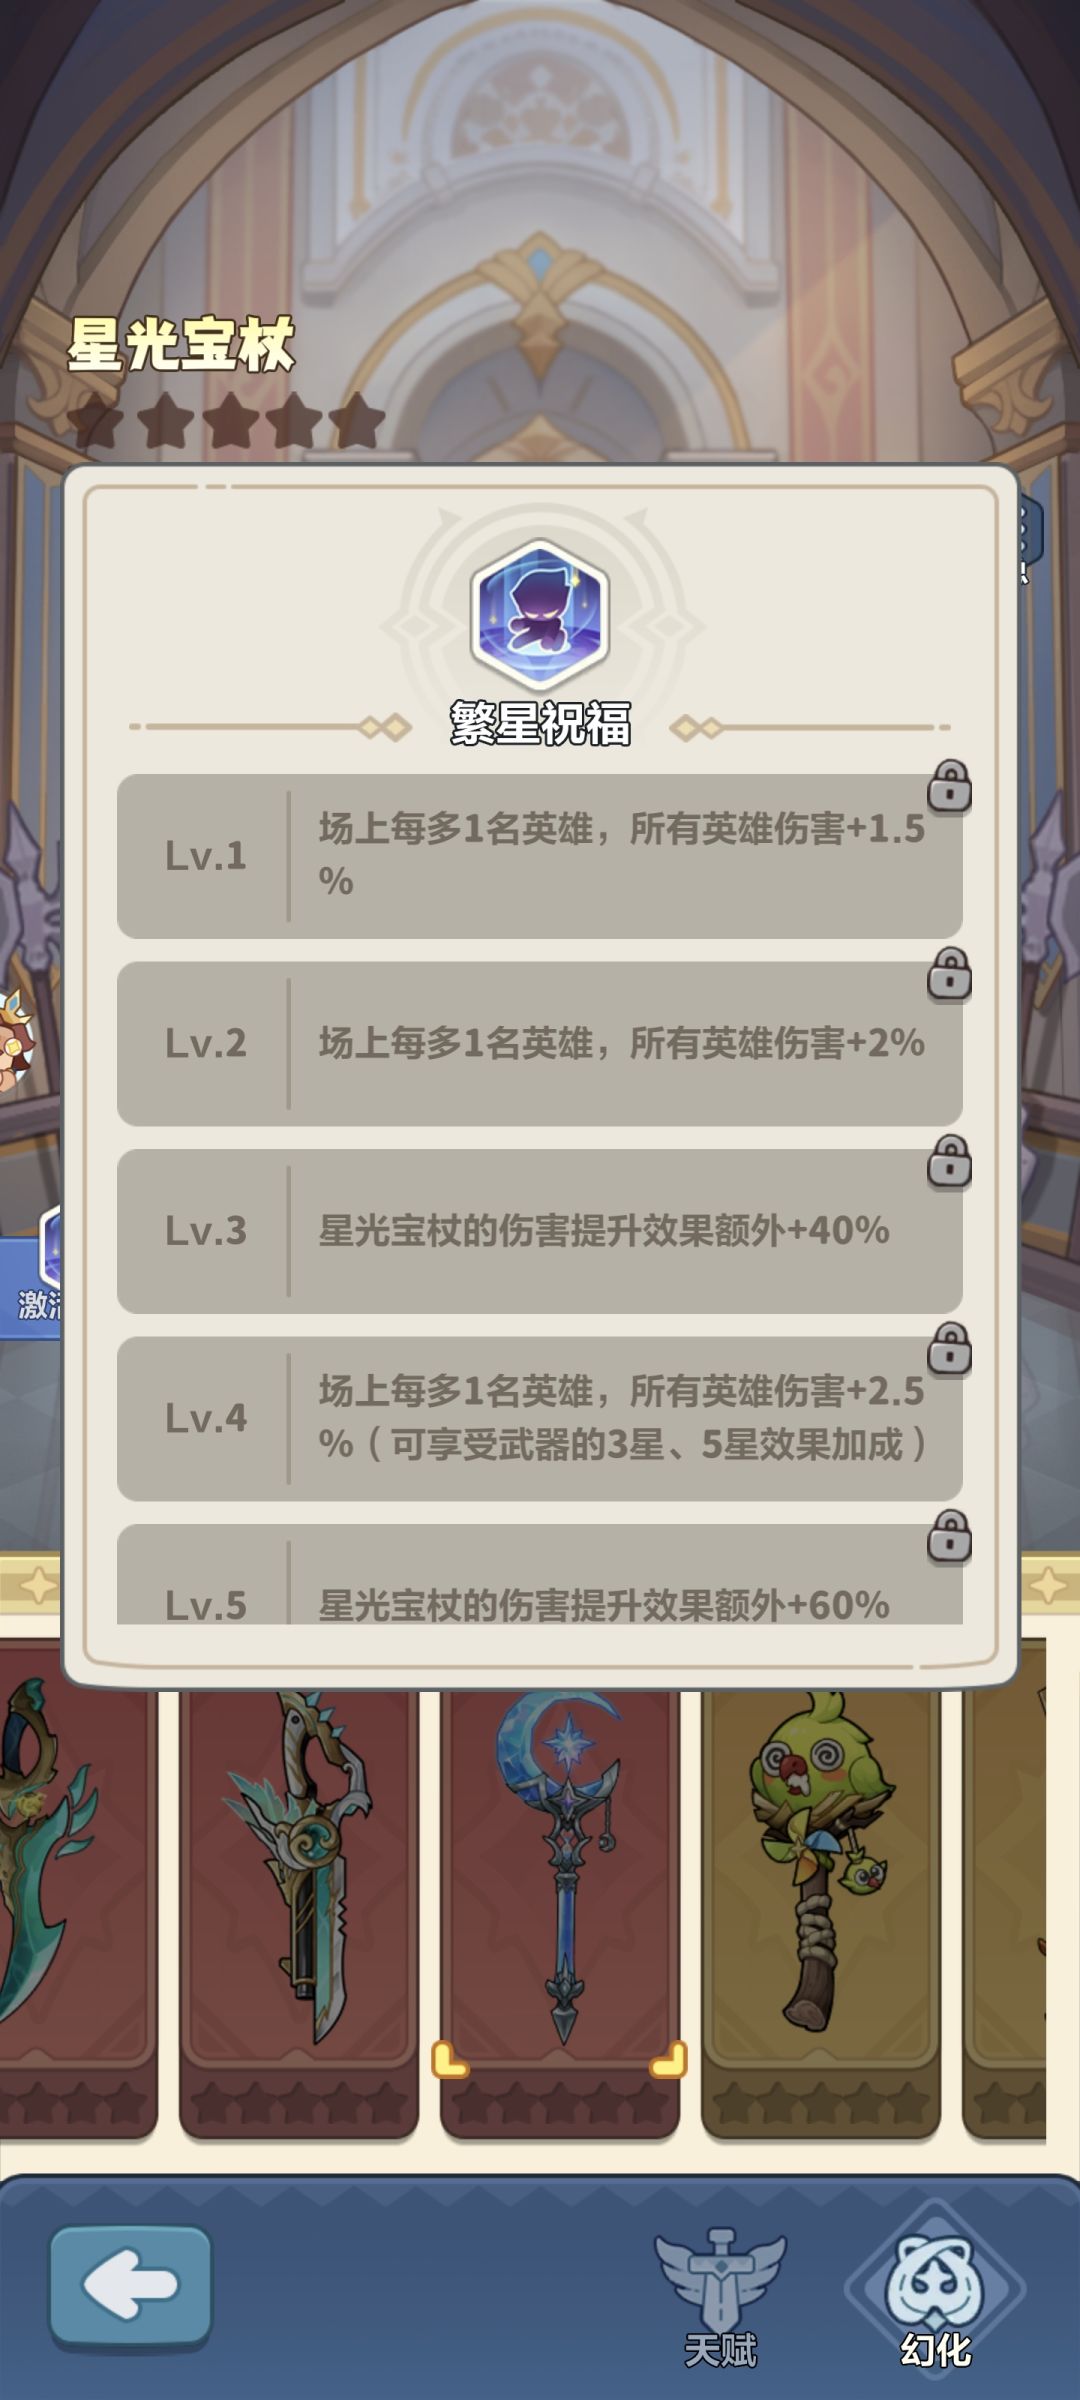 星光宝杖
繁星祝福
Lv.1
场上每多1名英雄，所有英雄伤害+1.5
%
Lv.2
场上每多1名英雄，所有英雄伤害+2%
Lv.3
星光宝杖的伤害提升效果额外+40%
Lv.4
场上每多1名英雄，所有英雄伤害+2.5
%（可享受武器的3星、5星效果加成）
Lv.5
星光宝杖的伤害提升效果额外+60%
激活
天赋
幻化